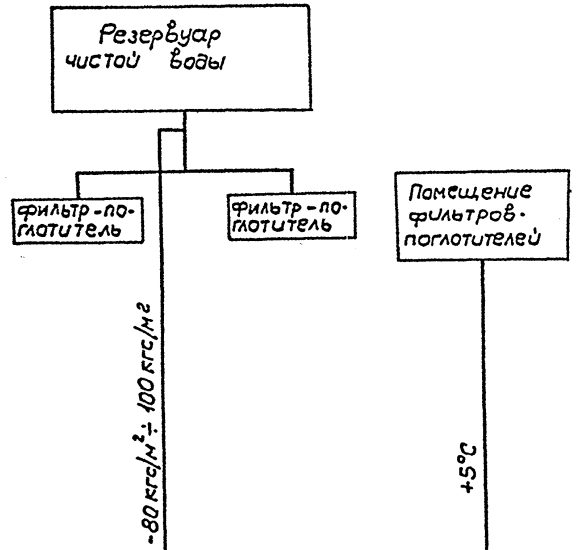 Резервуар
чистой воды
фильтр-по-
глотитель
фильтр-по-
глотитель
Помещение
фильтров-
поглотителей
-80 кгс/м²÷100 кгс/м²
+5°С